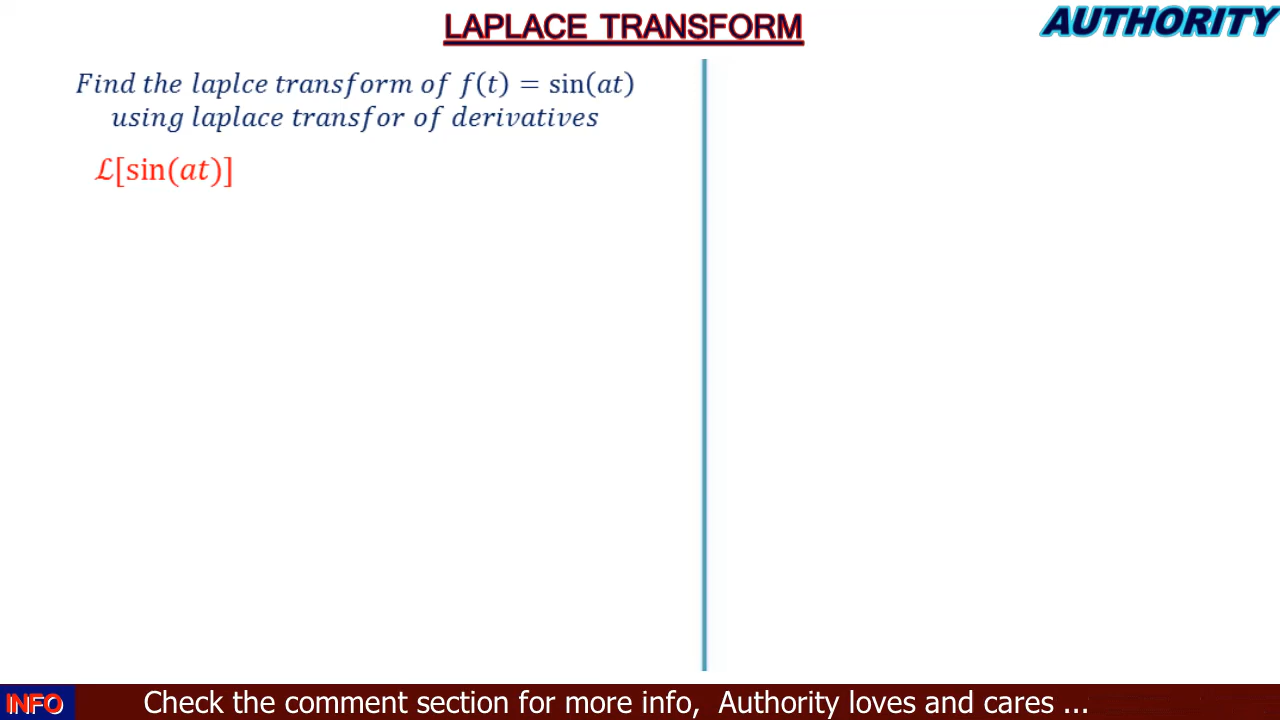 LAPLACE TRANSFORM
AUTHORITY
Find the laplce transform of f(t) = sin(at)
using laplace transfor of derivatives
ℒ[sin(at)]
INFO
Check the comment section for more info, Authority loves and cares ...